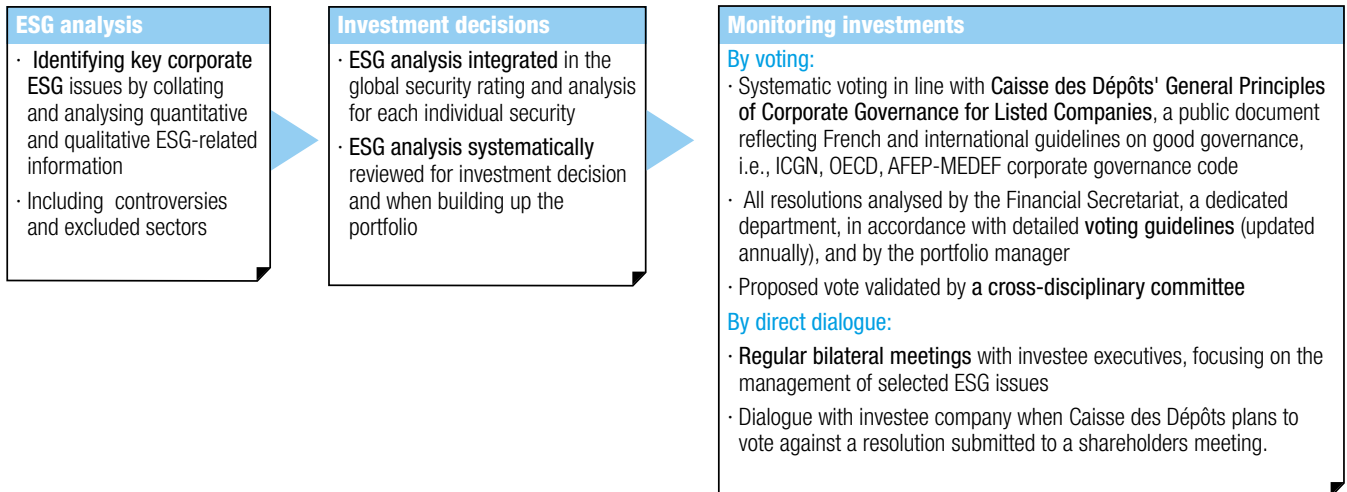 ESG analysis
· Identifying key corporate
ESG issues by collating
and analysing quantitative
and qualitative ESG-related
information
· Including controversies
and excluded sectors
Investment decisions
· ESG analysis integrated in the
global security rating and analysis
for each individual security
· ESG analysis systematically
reviewed for investment decision
and when building up the
portfolio
Monitoring investments
By voting:
· Systematic voting in line with Caisse des Dépôts' General Principles
of Corporate Governance for Listed Companies, a public document
reflecting French and international guidelines on good governance,
i.e., ICGN, OECD, AFEP-MEDEF corporate governance code
· All resolutions analysed by the Financial Secretariat, a dedicated
department, in accordance with detailed voting guidelines (updated
annually), and by the portfolio manager
· Proposed vote validated by a cross-disciplinary committee
By direct dialogue:
· Regular bilateral meetings with investee executives, focusing on the
management of selected ESG issues
· Dialogue with investee company when Caisse des Dépôts plans to
vote against a resolution submitted to a shareholders meeting.